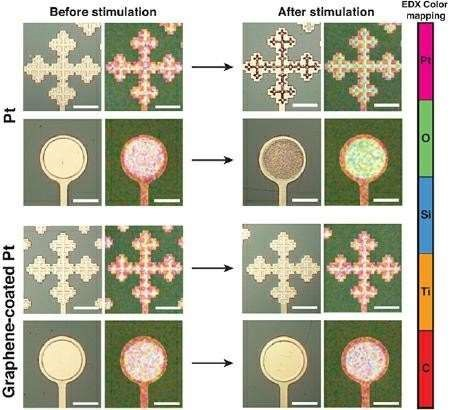 Before stimulation
After stimulation
EDX Color
mapping
Pt
Graphene-coated Pt
Pt
O
Si
Ti
C